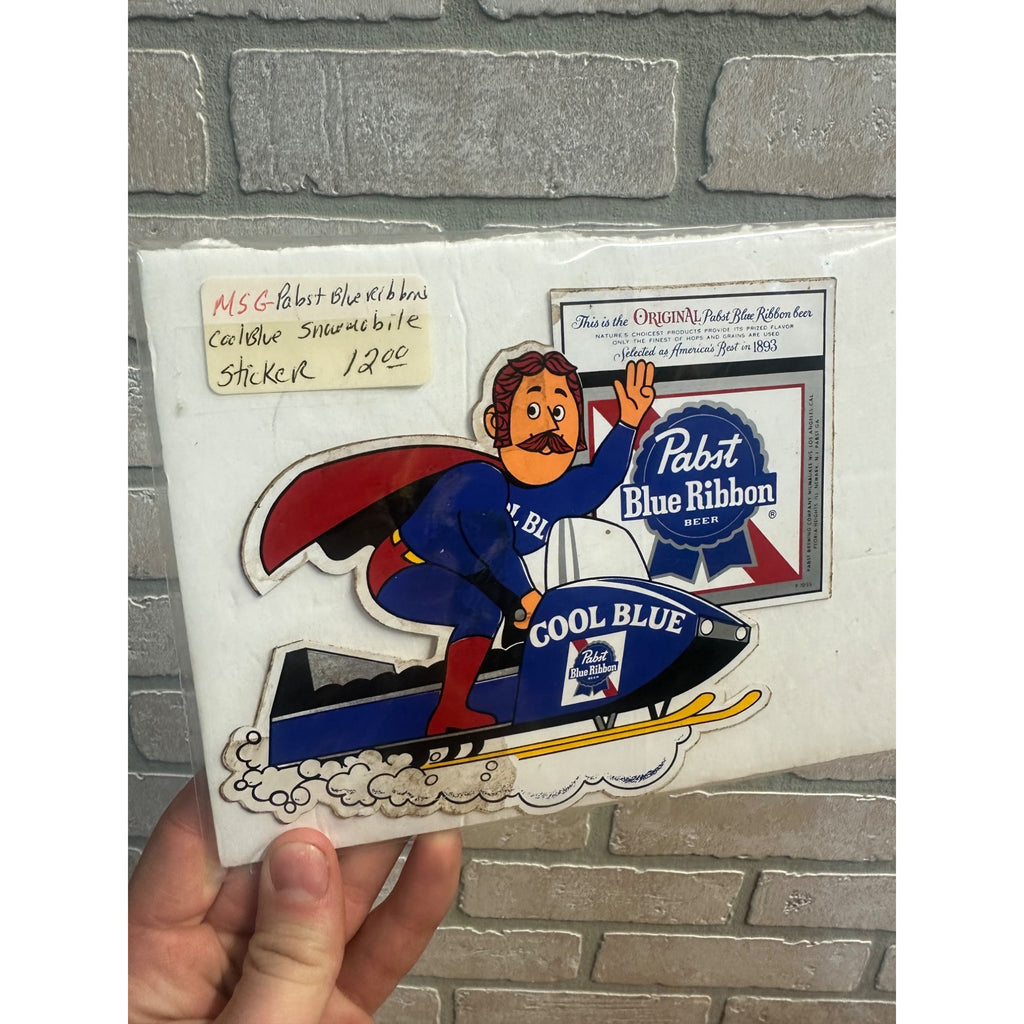 MSG Pabst Blue Ribbons
Cool Blue Snowmobile
Sticker 12.00
This is the ORIGINAL Pabst Blue Ribbon beer
NATURE'S CHOICEST PRODUCTS PROVIDE ITS PRIZED FLAVOR
ONLY THE FINEST OF HOPS AND GRAINS ARE USED
Selected as America's Best in 1893
Pabst
Blue Ribbon
BEER
®
L BL
COOL BLUE
Pabst
Blue Ribbon
BEER